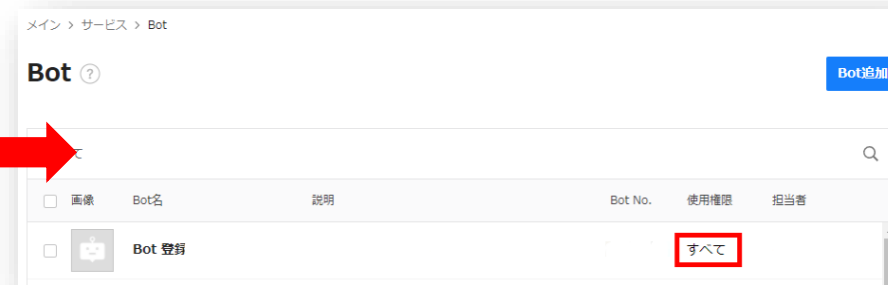 メイン > サービス > Bot
Bot ?
Bot追加
て
画像 Bot名 説明 Bot No. 使用権限 担当者
Bot 登録 すべて